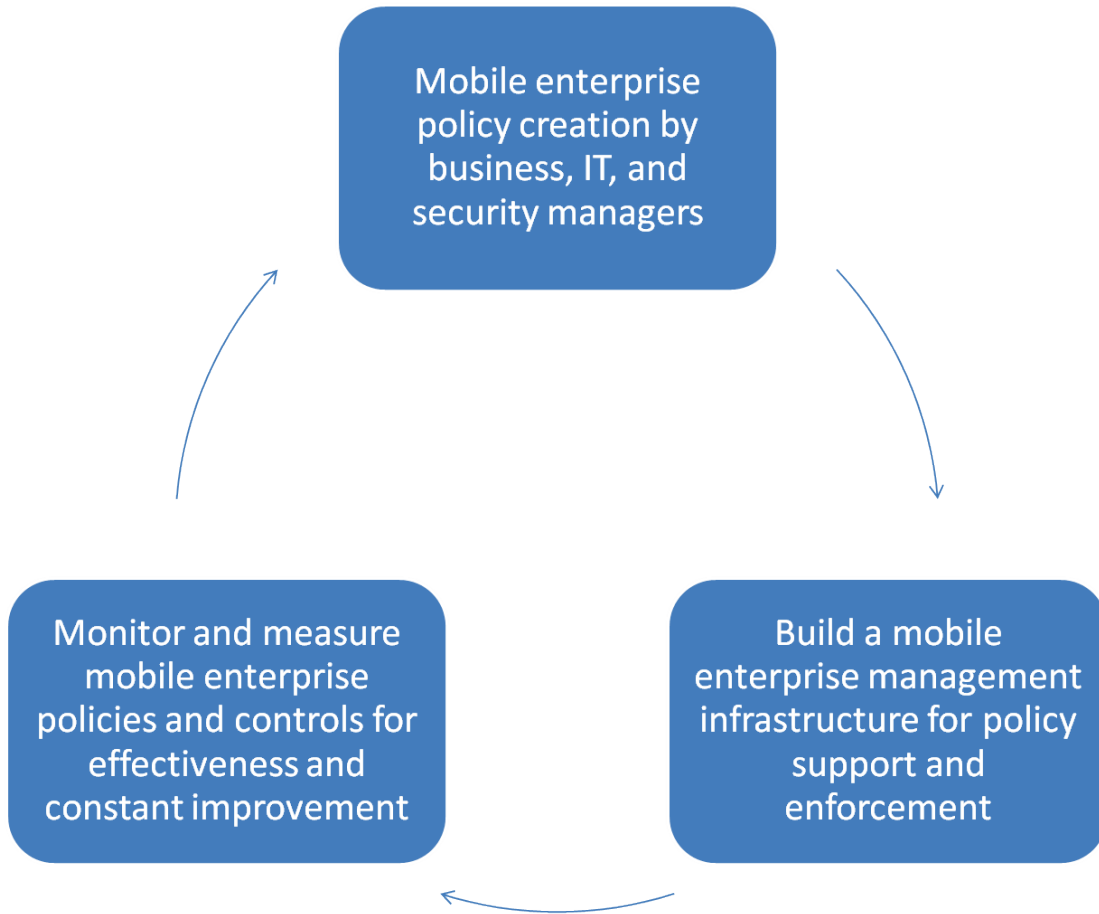 Mobile enterprise
policy creation by
business, IT, and
security managers
Build a mobile
enterprise management
infrastructure for policy
support and
enforcement
Monitor and measure
mobile enterprise
policies and controls for
effectiveness and
constant improvement